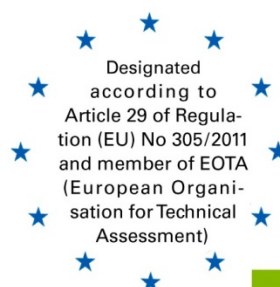 Designated
according to
Article 29 of Regula-
tion (EU) No 305/2011
and member of EOTA
(European Organi-
sation for Technical
Assessment)